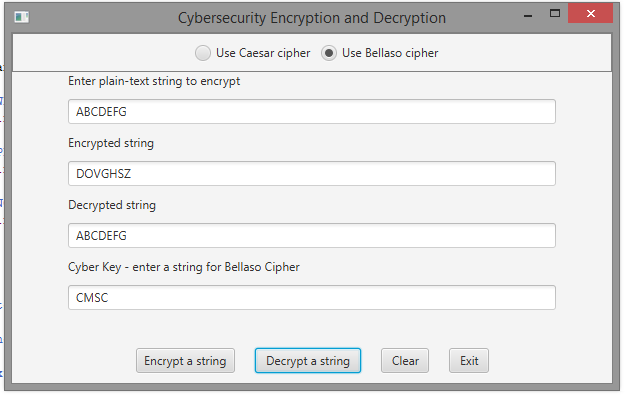 Cybersecurity Encryption and Decryption
Use Caesar cipher Use Bellaso cipher
Enter plain-text string to encrypt
ABCDEFG
Encrypted string
DOVGHSZ
Decrypted string
ABCDEFG
Cyber Key - enter a string for Bellaso Cipher
CMSC
Encrypt a string Decrypt a string Clear Exit